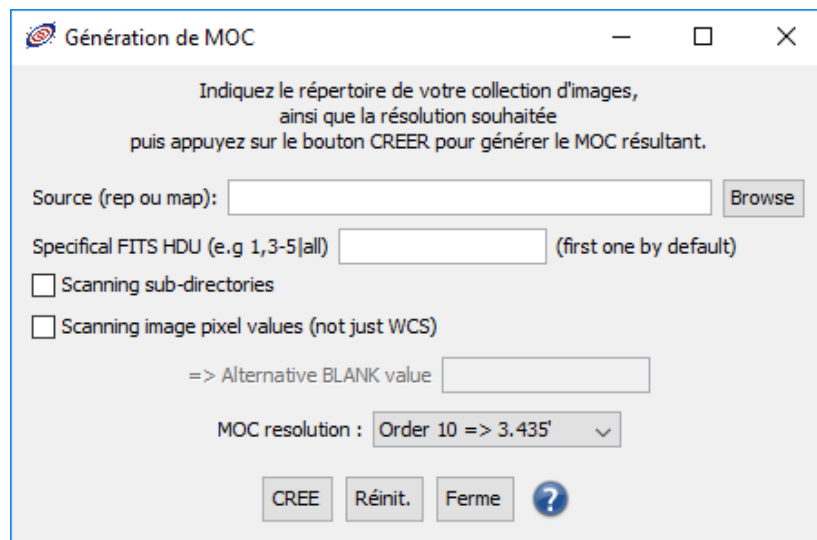 Génération de MOC
Indiquez le répertoire de votre collection d'images,
ainsi que la résolution souhaitée
puis appuyez sur le bouton CREER pour générer le MOC résultant.
Source (rep ou map): Browse
Specifical FITS HDU (e.g 1,3-5|all) (first one by default)
Scanning sub-directories
Scanning image pixel values (not just WCS)
=> Alternative BLANK value
MOC resolution : Order 10 => 3.435'
CREE Réinit. Ferme ?